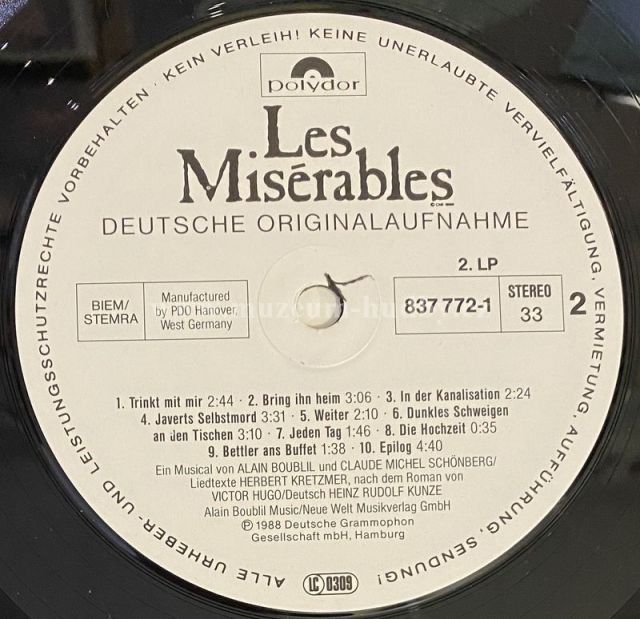 ALLE URHEBER- UND LEISTUNGSSCHUTZRECHTE VORBEHALTEN · KEIN VERLEIH! KEINE UNERLAUBTE VERVIELFÄLTIGUNG, VERMIETUNG, AUFFÜHRUNG, SENDUNG!
polydor
Les
Misérables
DEUTSCHE ORIGINALAUFNAHME
2. LP
BIEM/
STEMRA
Manufactured
by PDO Hanover,
West Germany
837 772-1
STEREO
33
2
1. Trinkt mit mir 2:44 · 2. Bring ihn heim 3:06 · 3. In der Kanalisation 2:24
4. Javerts Selbstmord 3:31 · 5. Weiter 2:10 · 6. Dunkles Schweigen
an den Tischen 3:10 · 7. Jeden Tag 1:46 · 8. Die Hochzeit 0:35
9. Bettler ans Buffet 1:38 · 10. Epilog 4:40
Ein Musical von ALAIN BOUBLIL und CLAUDE MICHEL SCHÖNBERG/
Liedtexte HERBERT KRETZMER, nach dem Roman von
VICTOR HUGO/Deutsch HEINZ RUDOLF KUNZE
Alain Boublil Music/Neue Welt Musikverlag GmbH
℗ 1988 Deutsche Grammophon
Gesellschaft mbH, Hamburg
LC 0309